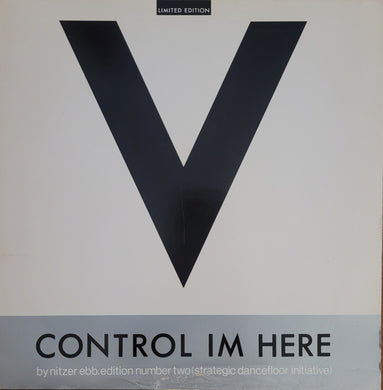 LIMITED EDITION
V
CONTROL IM HERE
by nitzer ebb.edition number two(strategic dancefloor initiative)